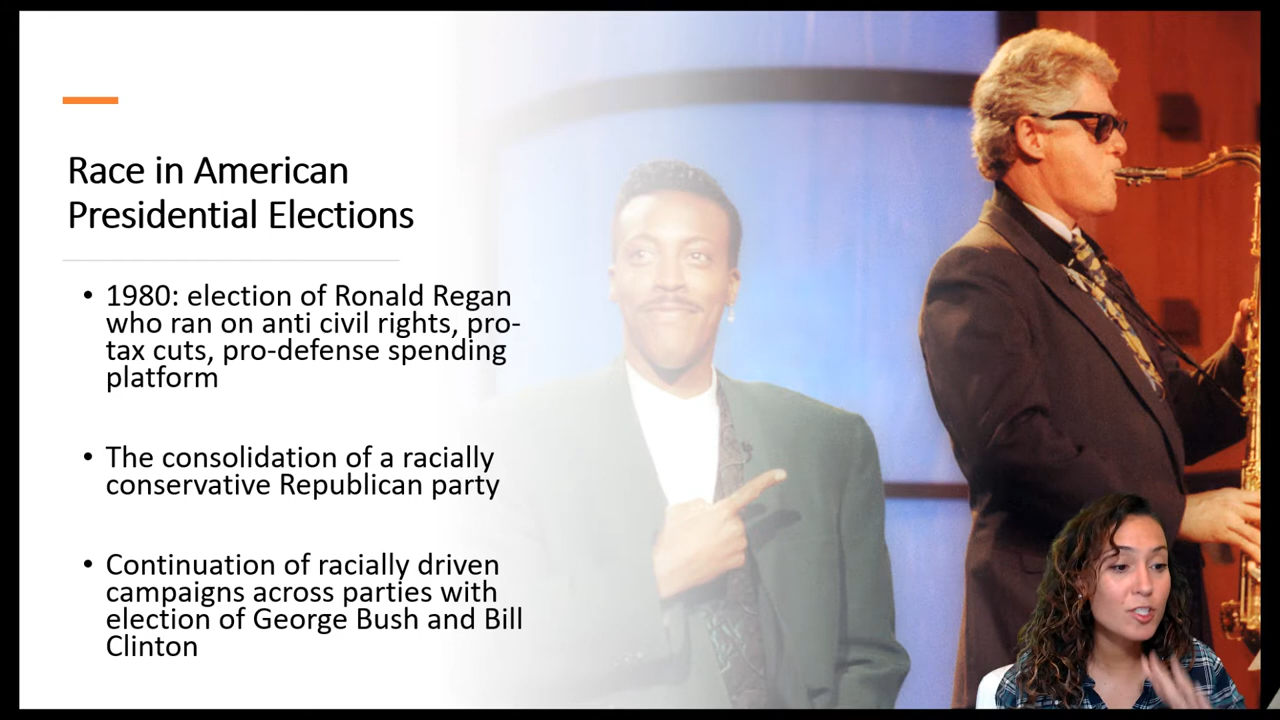 Race in American
Presidential Elections
• 1980: election of Ronald Regan
who ran on anti civil rights, pro-
tax cuts, pro-defense spending
platform
• The consolidation of a racially
conservative Republican party
• Continuation of racially driven
campaigns across parties with
election of George Bush and Bill
Clinton